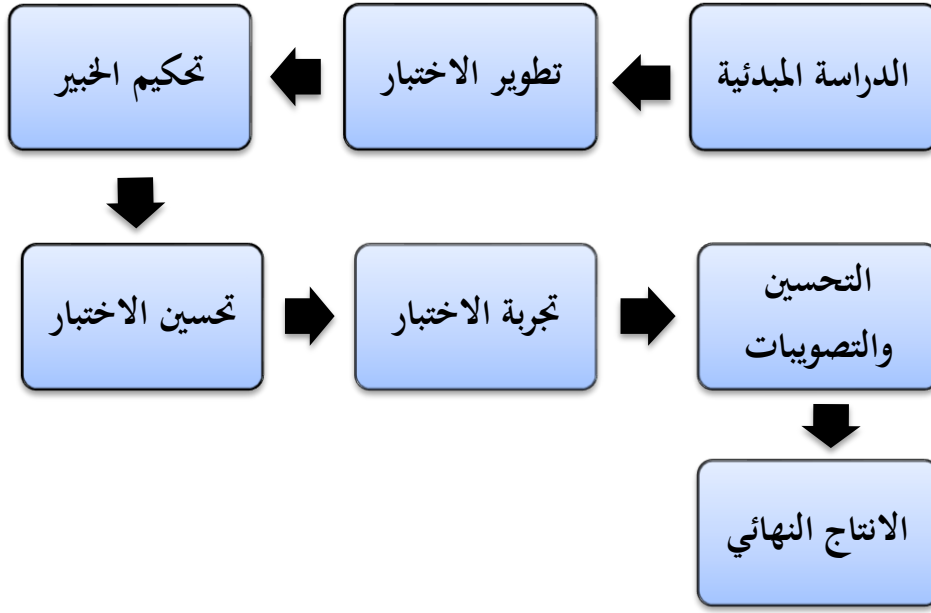 الدراسة المبدئية
تطوير الاختبار
تحكيم الخبير
تحسين الاختبار
تجربة الاختبار
التحسين
والتصويبات
الانتاج النهائي